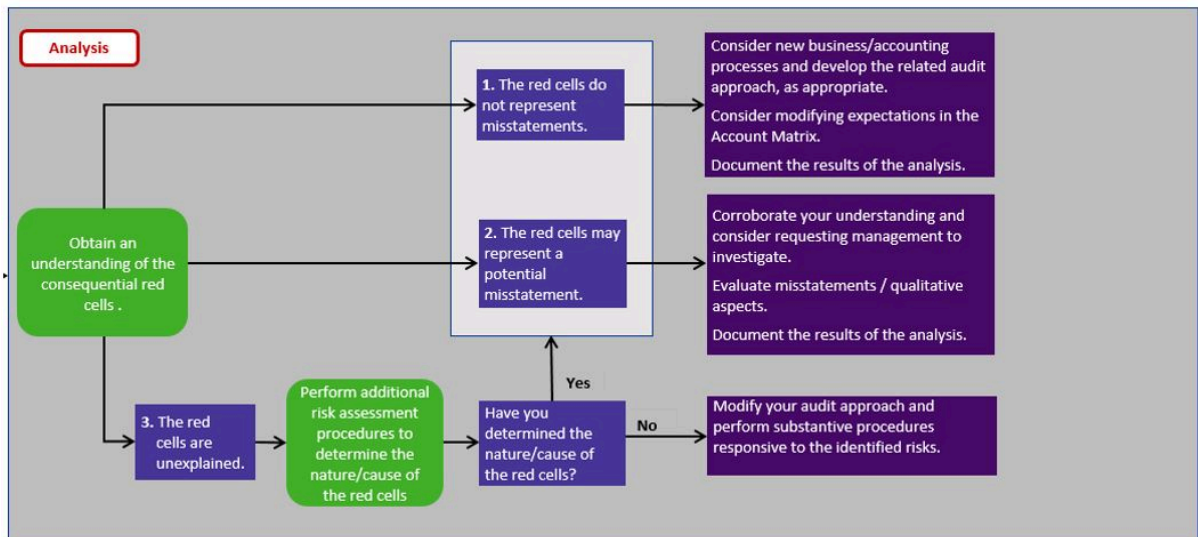 Analysis
1. The red cells do
not represent
misstatements.
Consider new business/accounting
processes and develop the related audit
approach, as appropriate.
Consider modifying expectations in the
Account Matrix.
Document the results of the analysis.
Obtain an
understanding of the
consequential red
cells .
2. The red cells may
represent a
potential
misstatement.
Corroborate your understanding and
consider requesting management to
investigate.
Evaluate misstatements / qualitative
aspects.
Document the results of the analysis.
3. The red
cells are
unexplained.
Perform additional
risk assessment
procedures to
determine the
nature/cause of
the red cells
Yes
Have you
determined the
nature/cause of
the red cells?
No
Modify your audit approach and
perform substantive procedures
responsive to the identified risks.